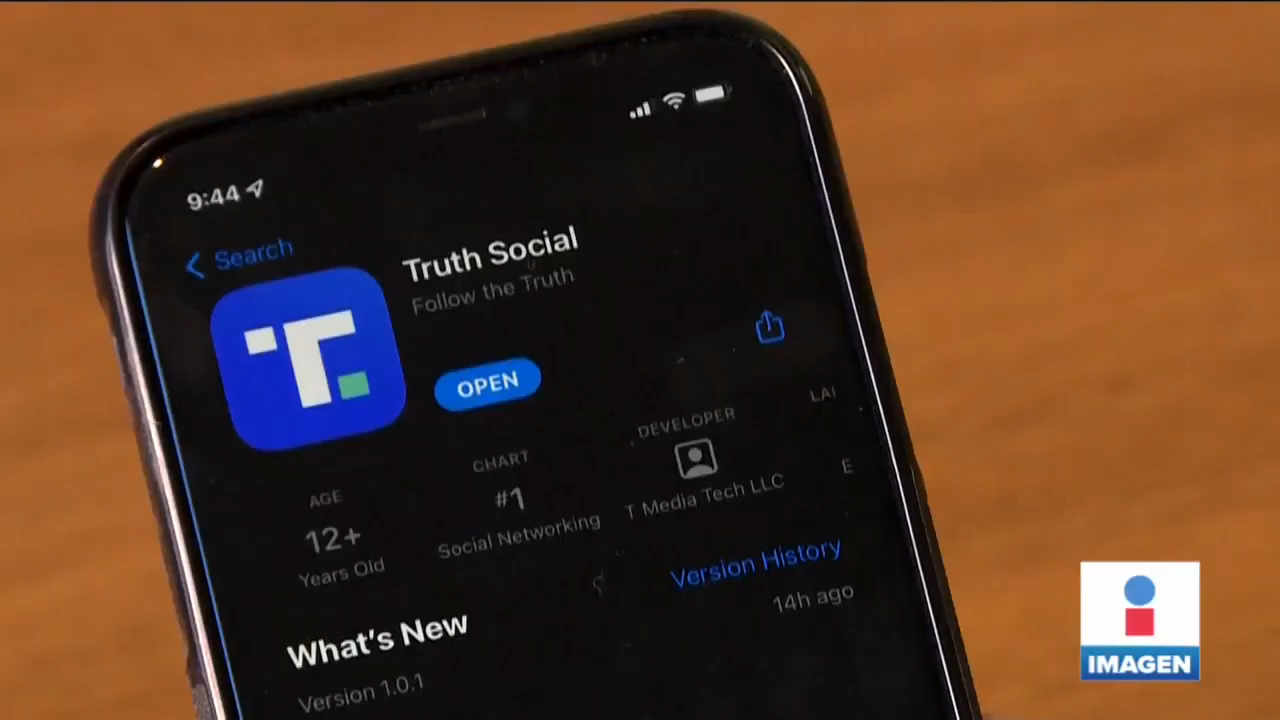 9:44
Search
Truth Social
Follow the Truth
OPEN
AGE
12+
Years Old
CHART
#1
Social Networking
DEVELOPER
T Media Tech LLC
LAI
E
What's New
Version History
Version 1.0.1
14h ago
IMAGEN